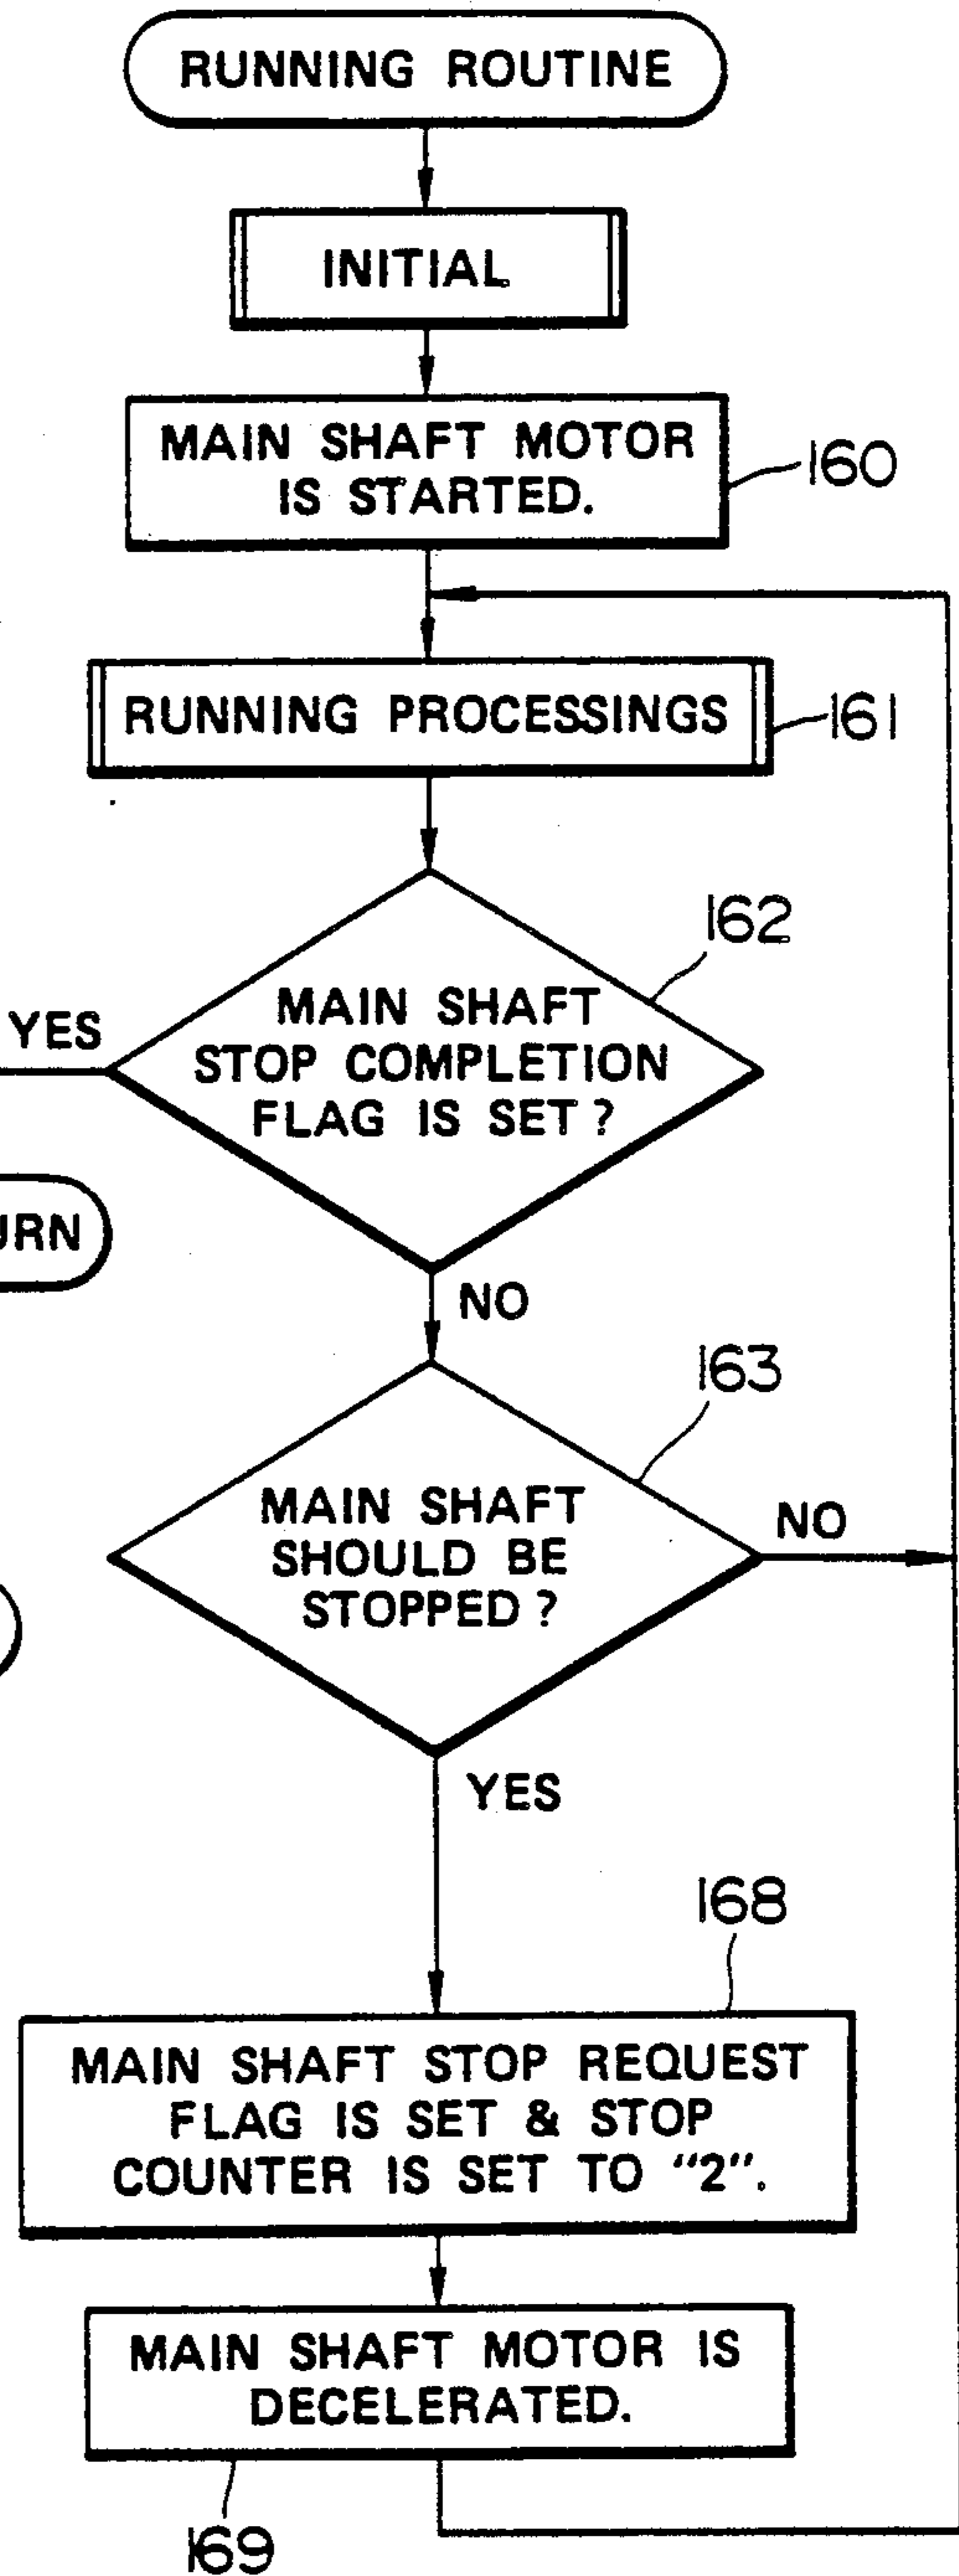 RUNNING ROUTINE
INITIAL
MAIN SHAFT MOTOR
IS STARTED.
160
RUNNING PROCESSINGS
161
162
YES
MAIN SHAFT
STOP COMPLETION
FLAG IS SET?
URN
NO
163
MAIN SHAFT
SHOULD BE
STOPPED?
NO
YES
168
MAIN SHAFT STOP REQUEST
FLAG IS SET & STOP
COUNTER IS SET TO “2”.
MAIN SHAFT MOTOR IS
DECELERATED.
169